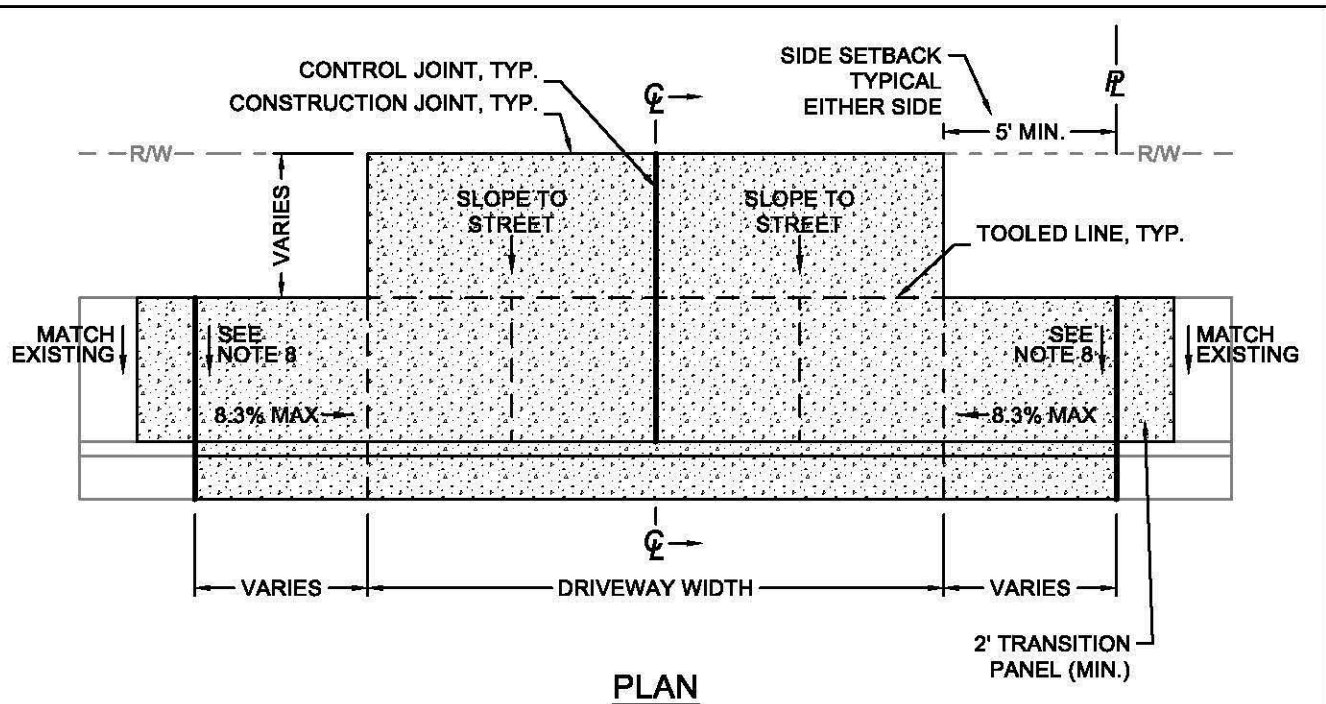 CONTROL JOINT, TYP.
CONSTRUCTION JOINT, TYP.
℄
SIDE SETBACK
TYPICAL
EITHER SIDE
PL
5' MIN.
R/W
R/W
VARIES
SLOPE TO
STREET
SLOPE TO
STREET
TOOLED LINE, TYP.
MATCH
EXISTING
SEE
NOTE 8
SEE
NOTE 8
MATCH
EXISTING
8.3% MAX
8.3% MAX
℄
VARIES
DRIVEWAY WIDTH
VARIES
2' TRANSITION
PANEL (MIN.)
PLAN